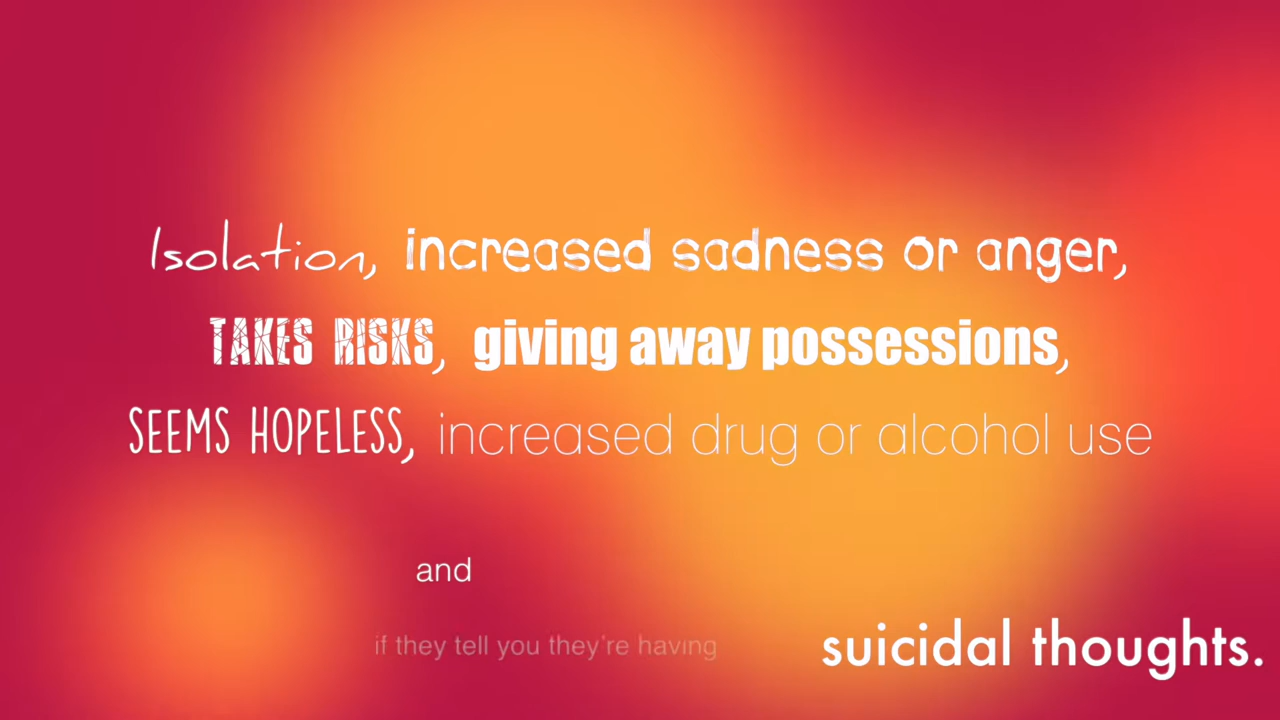 Isolation, increased sadness or anger,
TAKES RISKS, giving away possessions,
SEEMS HOPELESS, increased drug or alcohol use
and
if they tell you they're having suicidal thoughts.